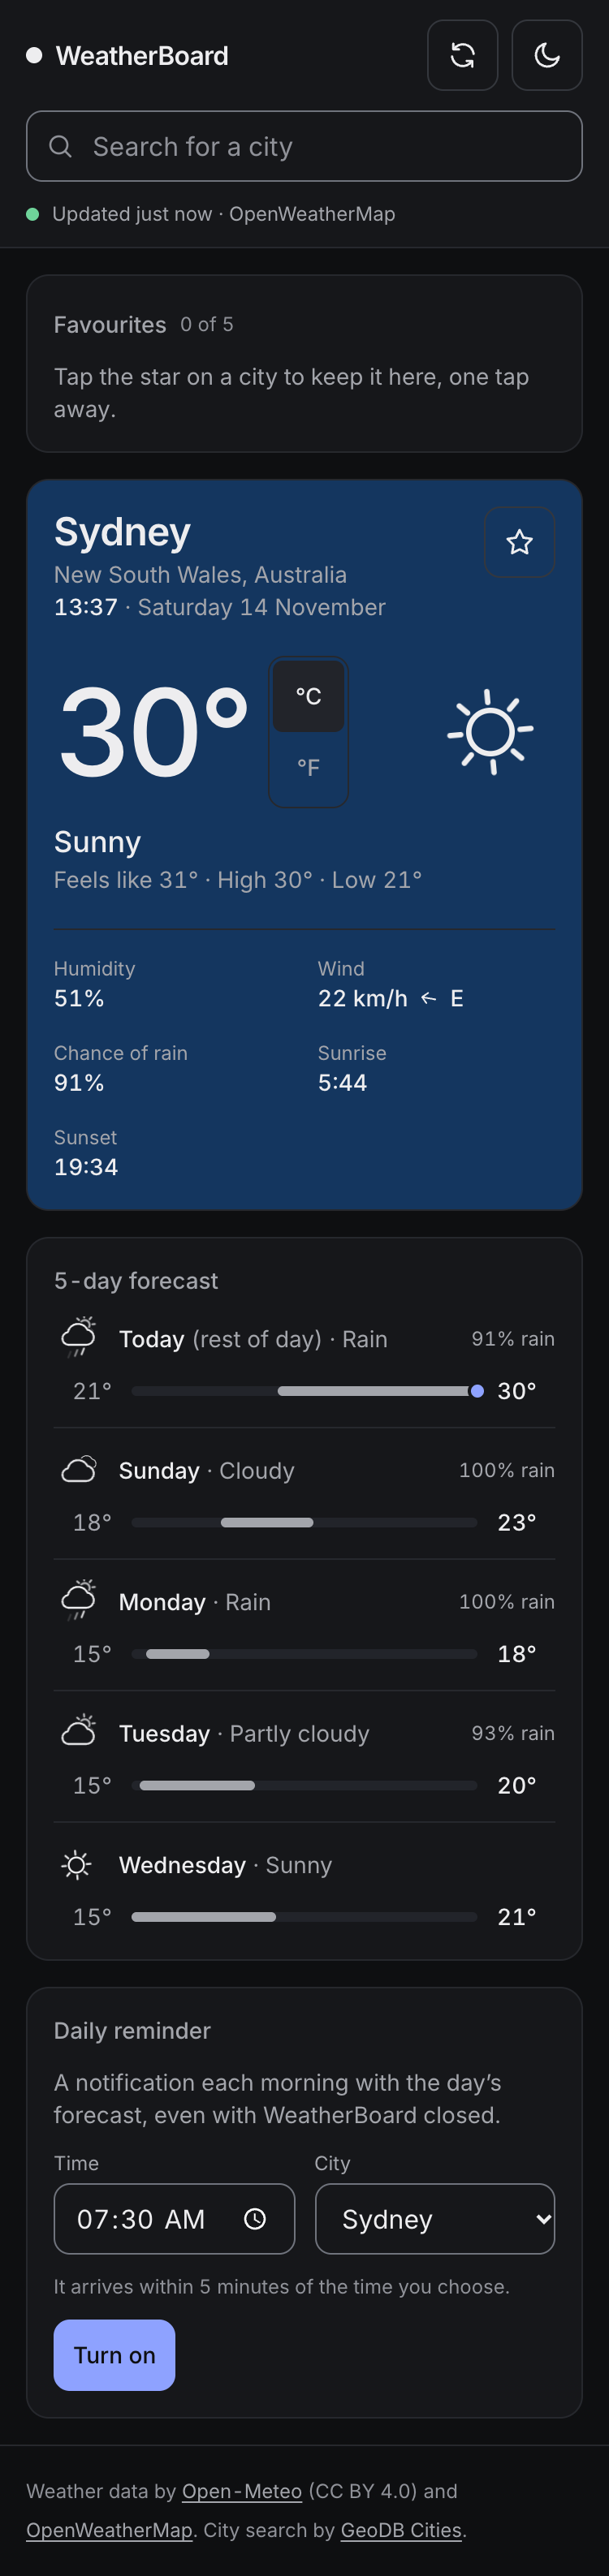 WeatherBoard
Search for a city
Updated just now · OpenWeatherMap
Favourites 0 of 5
Tap the star on a city to keep it here, one tap
away.
Sydney
New South Wales, Australia
13:37 · Saturday 14 November
30°
°C
°F
Sunny
Feels like 31° · High 30° · Low 21°
Humidity
51%
Wind
22 km/h ← E
Chance of rain
91%
Sunrise
5:44
Sunset
19:34
5-day forecast
Today (rest of day) · Rain 91% rain
21° 30°
Sunday · Cloudy 100% rain
18° 23°
Monday · Rain 100% rain
15° 18°
Tuesday · Partly cloudy 93% rain
15° 20°
Wednesday · Sunny
15° 21°
Daily reminder
A notification each morning with the day’s
forecast, even with WeatherBoard closed.
Time
07:30 AM
City
Sydney
It arrives within 5 minutes of the time you choose.
Turn on
Weather data by Open-Meteo (CC BY 4.0) and
OpenWeatherMap. City search by GeoDB Cities.